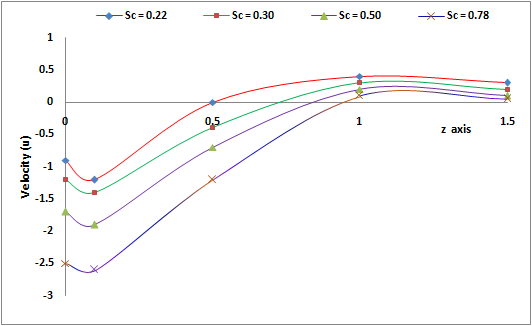 Sc = 0.22 Sc = 0.30 Sc = 0.50 Sc = 0.78
1
0.5
0
-0.5
-1
-1.5
-2
-2.5
-3
Velocity (u)
0 0.5 1 1.5
z axis